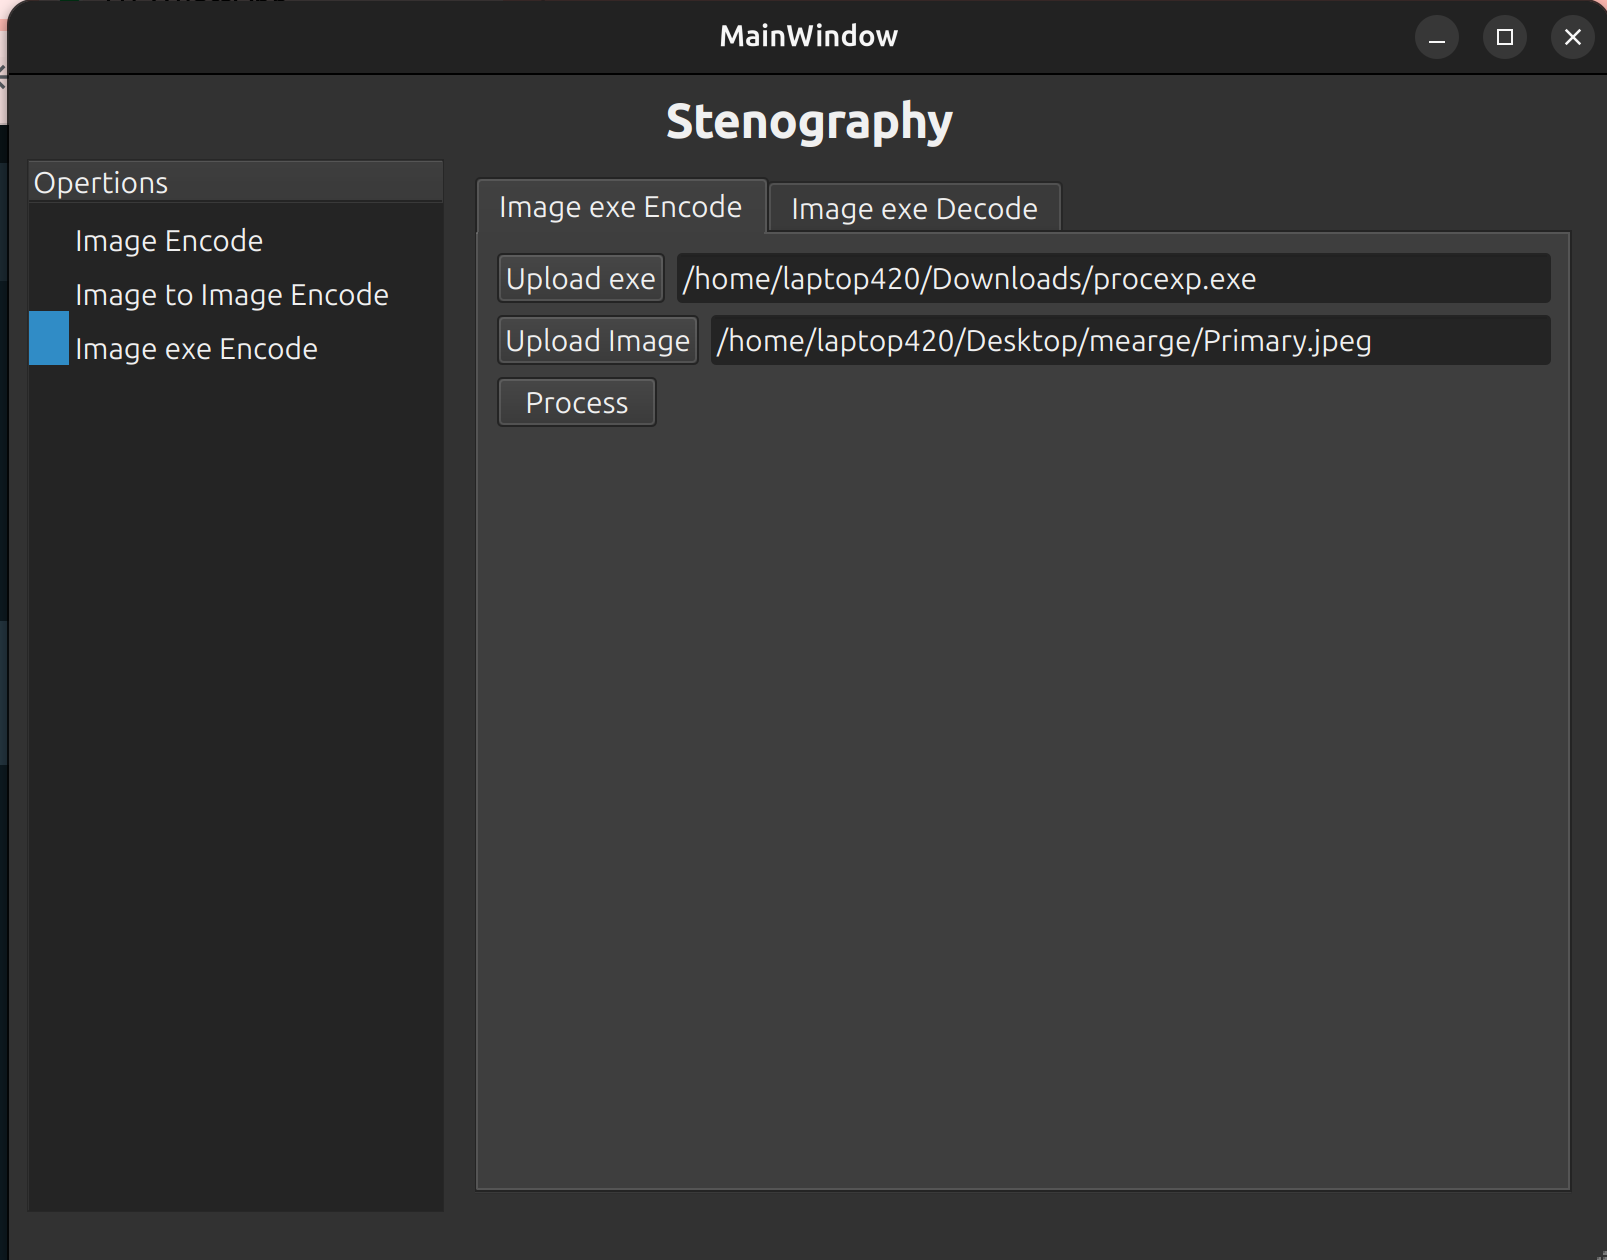 MainWindow
Stenography
Opertions
Image Encode
Image to Image Encode
Image exe Encode
Image exe Encode
Image exe Decode
Upload exe
/home/laptop420/Downloads/procexp.exe
Upload Image
/home/laptop420/Desktop/mearge/Primary.jpeg
Process